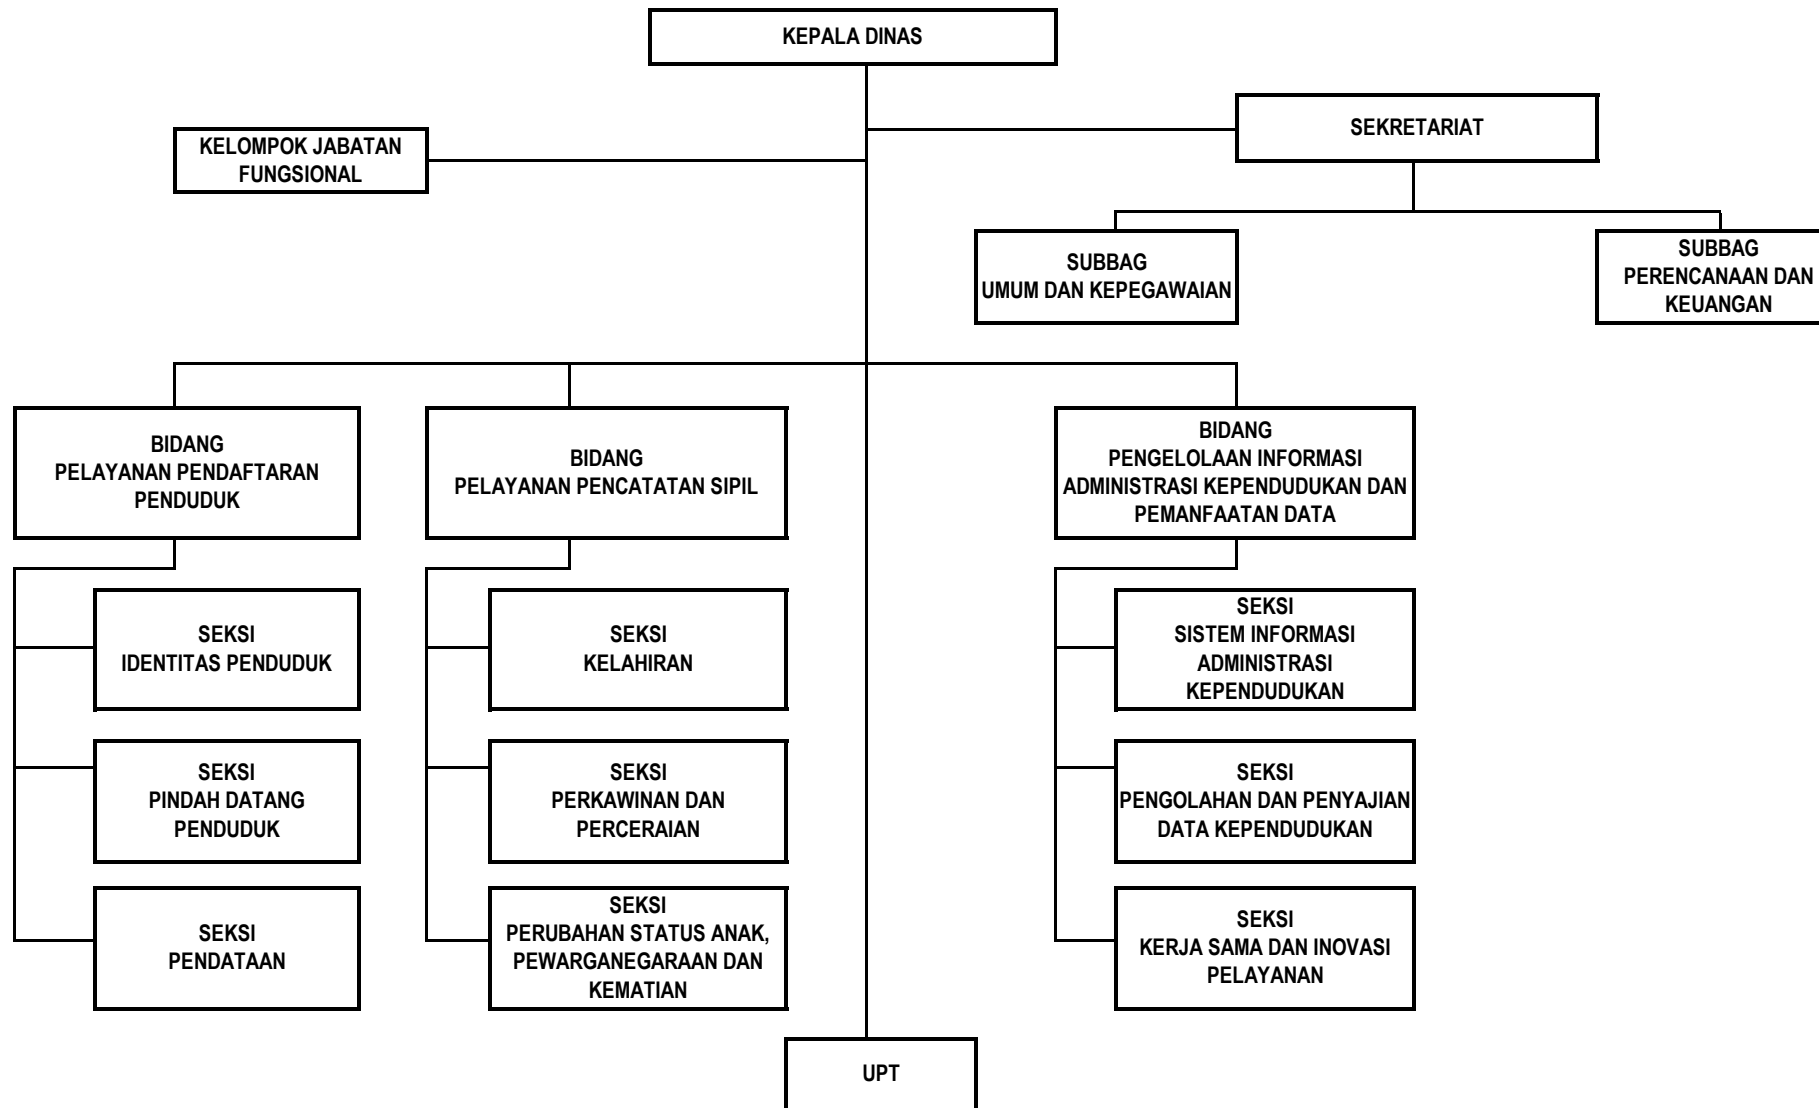 KEPALA DINAS
SEKRETARIAT
KELOMPOK JABATAN
FUNGSIONAL
SUBBAG
UMUM DAN KEPEGAWAIAN
SUBBAG
PERENCANAAN DAN
KEUANGAN
BIDANG
PELAYANAN PENDAFTARAN
PENDUDUK
BIDANG
PELAYANAN PENCATATAN SIPIL
BIDANG
PENGELOLAAN INFORMASI
ADMINISTRASI KEPENDUDUKAN DAN
PEMANFAATAN DATA
SEKSI
IDENTITAS PENDUDUK
SEKSI
KELAHIRAN
SEKSI
SISTEM INFORMASI
ADMINISTRASI
KEPENDUDUKAN
SEKSI
PINDAH DATANG
PENDUDUK
SEKSI
PERKAWINAN DAN
PERCERAIAN
SEKSI
PENGOLAHAN DAN PENYAJIAN
DATA KEPENDUDUKAN
SEKSI
PENDATAAN
SEKSI
PERUBAHAN STATUS ANAK,
PEWARGANEGARAAN DAN
KEMATIAN
SEKSI
KERJA SAMA DAN INOVASI
PELAYANAN
UPT